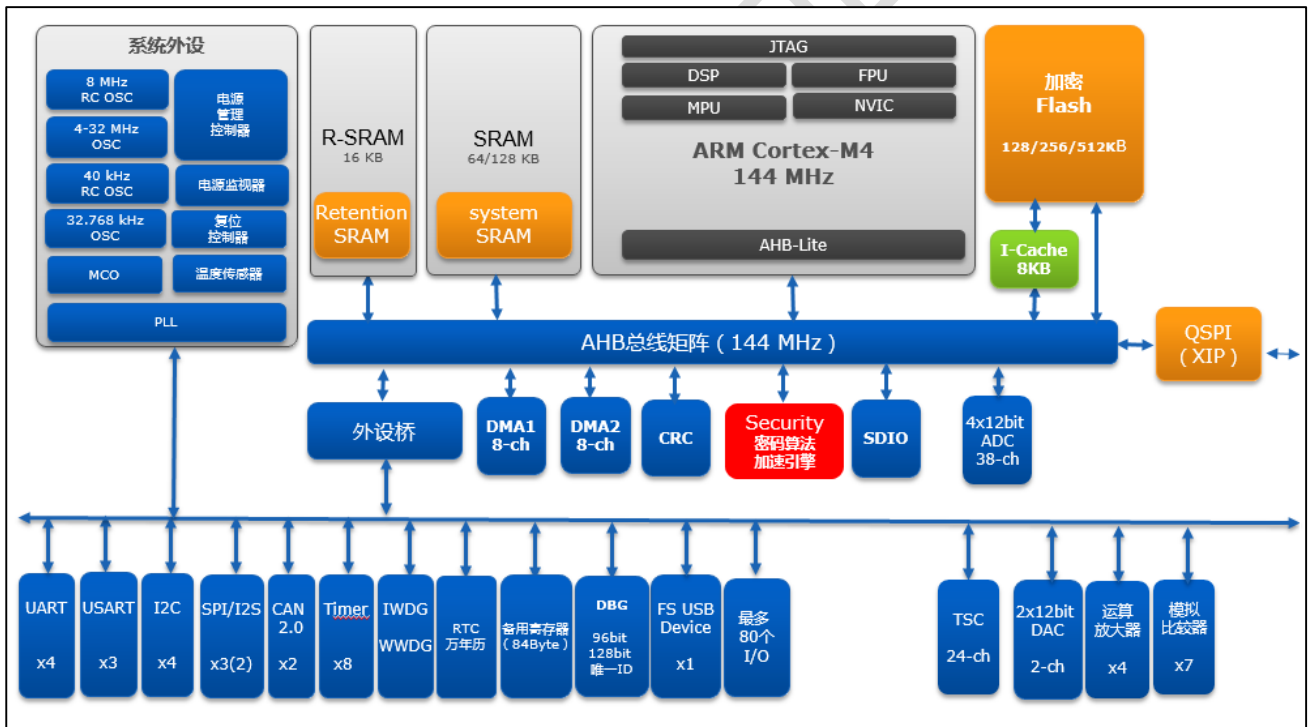 系统外设
8 MHz
RC OSC
电源
管理
控制器
4-32 MHz
OSC
40 kHz
RC OSC
电源监视器
32.768 kHz
OSC
复位
控制器
MCO
温度传感器
PLL
R-SRAM
16 KB
Retention
SRAM
SRAM
64/128 KB
system
SRAM
JTAG
DSP
FPU
MPU
NVIC
ARM Cortex-M4
144 MHz
AHB-Lite
加密
Flash
128/256/512KB
I-Cache
8KB
AHB总线矩阵（144 MHz）
QSPI
（XIP）
外设桥
DMA1
8-ch
DMA2
8-ch
CRC
Security
密码算法
加速引擎
SDIO
4x12bit
ADC
38-ch
UART
x4
USART
x3
I2C
x4
SPI/I2S
x3(2)
CAN
2.0
x2
Timer
x8
IWDG
WWDG
RTC
万年历
备用寄存器
（84Byte）
DBG
96bit
128bit
唯一ID
FS USB
Device
x1
最多
80个
I/O
TSC
24-ch
2x12bit
DAC
2-ch
运算
放大器
x4
模拟
比较器
x7